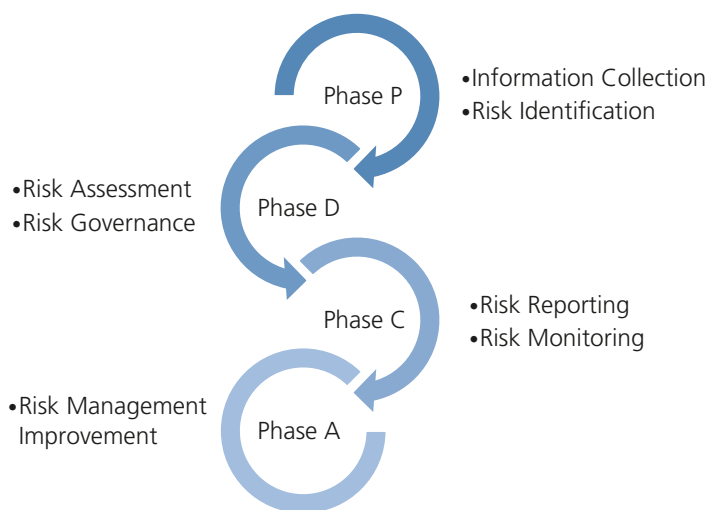 Phase P
•Information Collection
•Risk Identification
•Risk Assessment
•Risk Governance
Phase D
Phase C
•Risk Reporting
•Risk Monitoring
•Risk Management
Improvement
Phase A